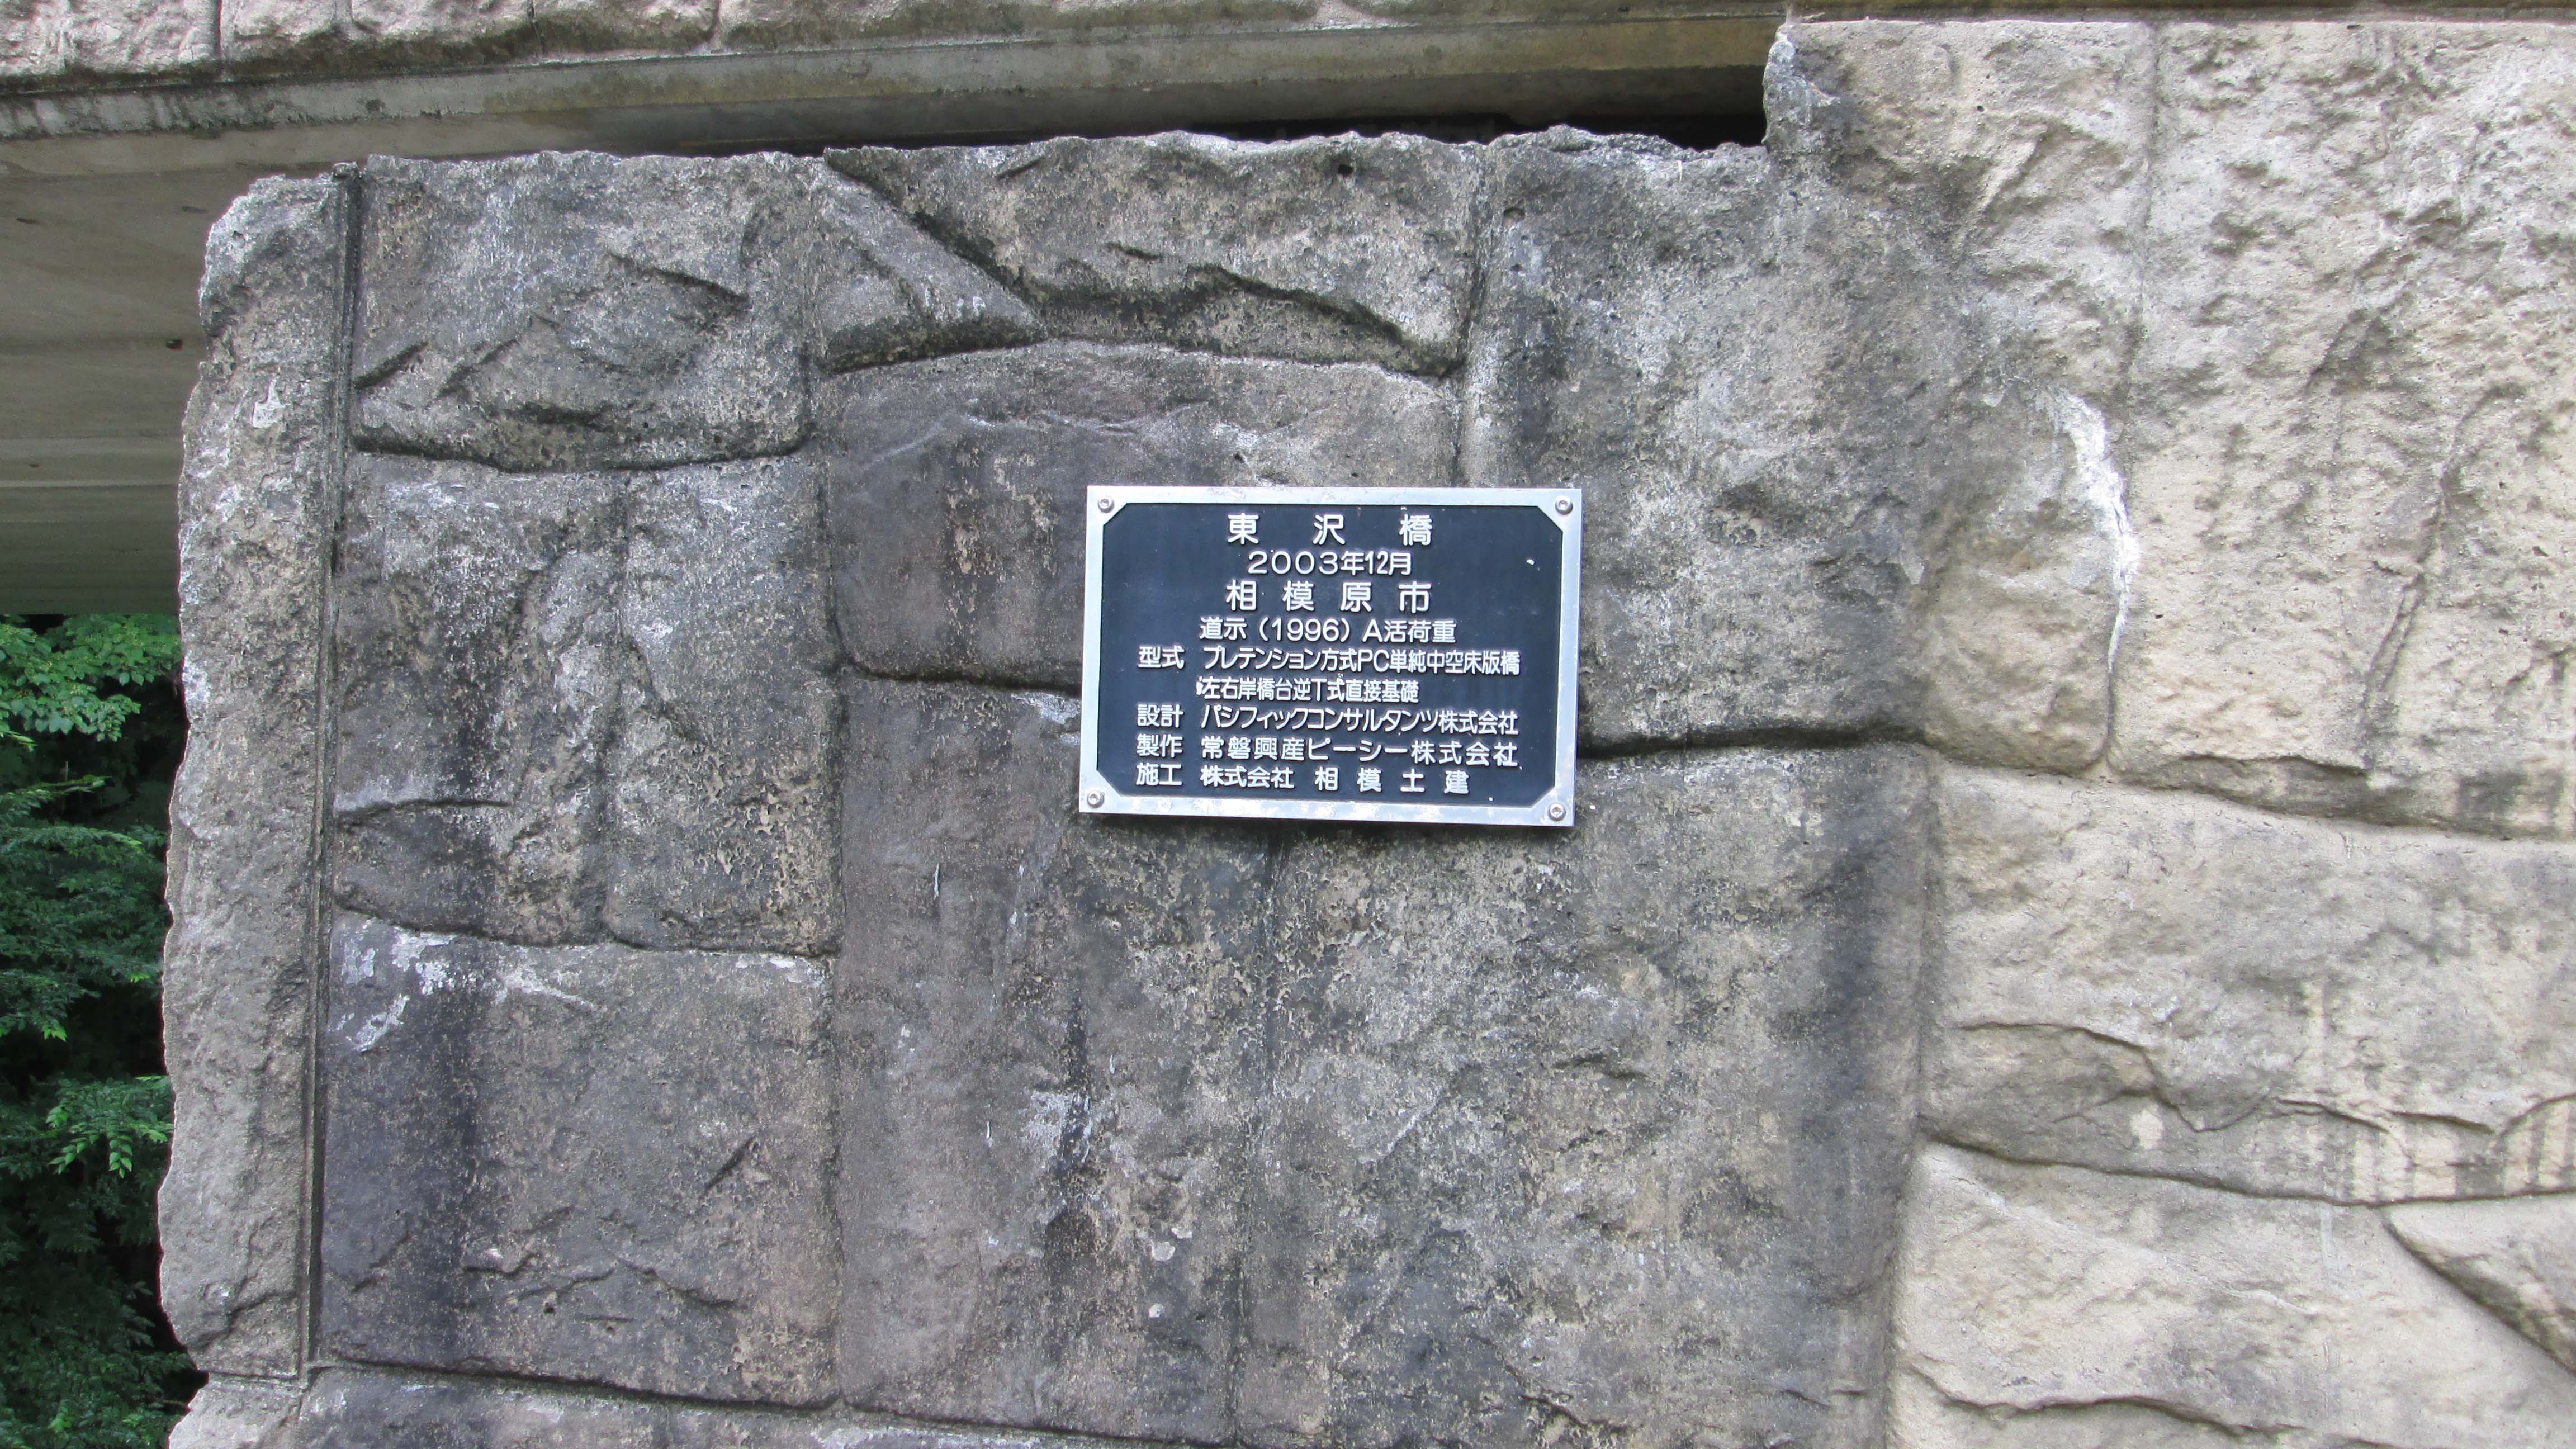 東沢橋
2003年12月
相模原市
道示(1996)A活荷重
型式 プレテンション方式PC単純中空床版橋
左右岸橋台逆T式直接基礎
設計 パシフィックコンサルタンツ株式会社
製作 常磐興産ピーシー株式会社
施工 株式会社 相模土建